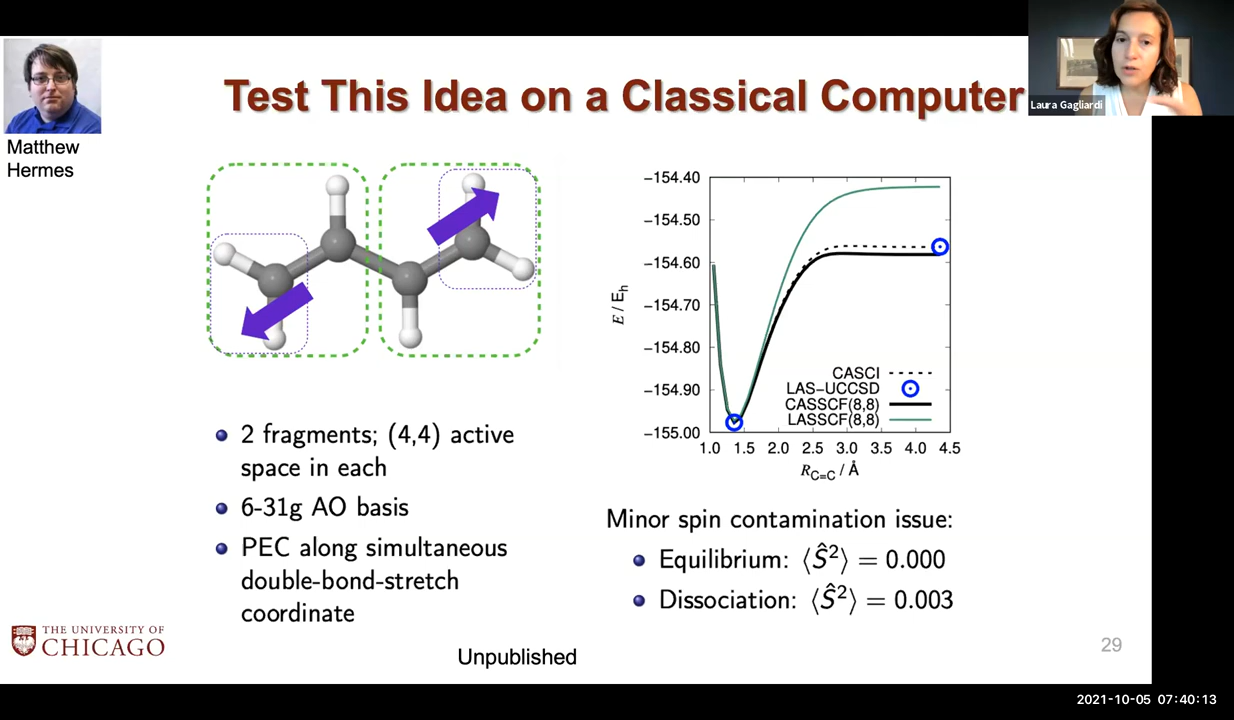 Test This Idea on a Classical Computer
Laura Gagliardi
Matthew
Hermes
−154.40
−154.50
−154.60
−154.70
−154.80
−154.90
−155.00
E / Eh
CASCI
LAS−UCCSD
CASSCF(8,8)
LASSCF(8,8)
1.0 1.5 2.0 2.5 3.0 3.5 4.0 4.5
RC=C / Å
2 fragments; (4,4) active
space in each
6-31g AO basis
PEC along simultaneous
double-bond-stretch
coordinate
Minor spin contamination issue:
Equilibrium: ⟨Ŝ²⟩ = 0.000
Dissociation: ⟨Ŝ²⟩ = 0.003
THE UNIVERSITY OF
CHICAGO
Unpublished
29
2021-10-05 07:40:13